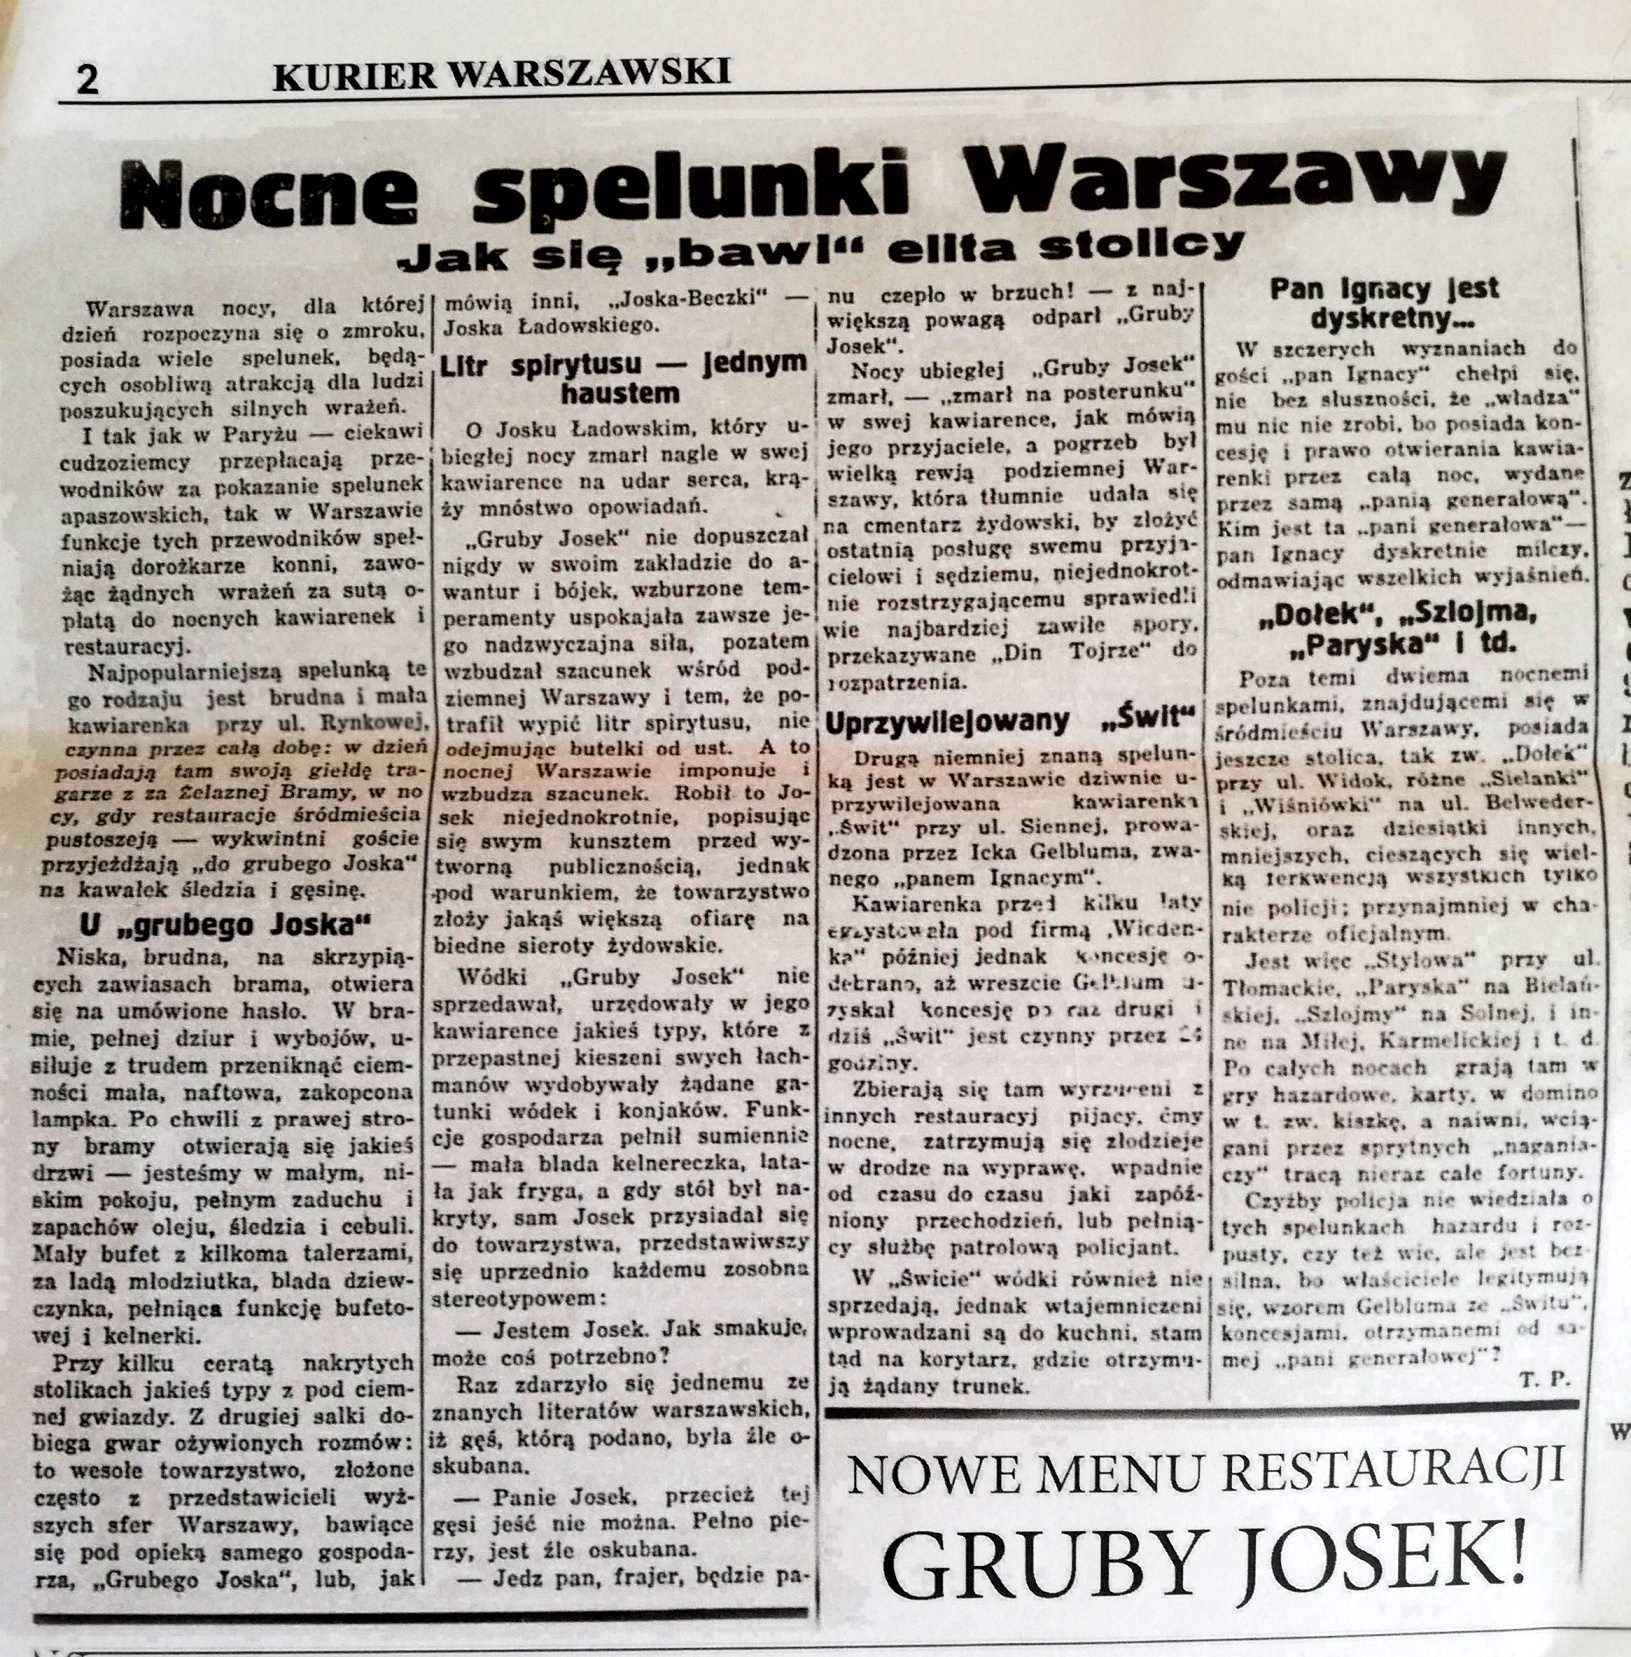 2
KURIER WARSZAWSKI
Nocne spelunki Warszawy
Jak się „bawi“ elita stolicy
Warszawa nocy, dla której
dzień rozpoczyna się o zmroku,
posiada wiele spelunek, będą-
cych osobliwą atrakcją dla ludzi
poszukujących silnych wrażeń.
I tak jak w Paryżu — ciekawi
cudzoziemcy przepłacają prze-
wodników za pokazanie spelunek
apaszowskich, tak w Warszawie
funkcje tych przewodników speł-
niają dorożkarze konni, zawo-
żąc żądnych wrażeń za sutą o-
płatą do nocnych kawiarenek i
restauracyj.
Najpopularniejszą spelunką te
go rodzaju jest brudna i mała
kawiarenka przy ul. Rynkowej,
czynna przez całą dobę: w dzień
posiadają tam swoją giełdę tra-
garze z za Żelaznej Bramy, w no
cy, gdy restauracje śródmieścia
pustoszeją — wykwintni goście
przyjeżdżają „do grubego Joska“
na kawałek śledzia i gęsinę.
U „grubego Joska“
Niska, brudna, na skrzypią-
cych zawiasach brama, otwiera
się na umówione hasło. W bra-
mie, pełnej dziur i wybojów, u-
siłuje z trudem przeniknąć ciem-
ności mała, naftowa, zakopcona
lampka. Po chwili z prawej stro-
ny bramy otwierają się jakieś
drzwi — jesteśmy w małym, ni-
skim pokoju, pełnym zaduchu i
zapachów oleju, śledzia i cebuli.
Mały bufet z kilkoma talerzami,
za ladą młodziutka, blada dziew-
czynka, pełniąca funkcję bufeto-
wej i kelnerki.
Przy kilku ceratą nakrytych
stolikach jakieś typy z pod ciem-
nej gwiazdy. Z drugiej salki do-
biega gwar ożywionych rozmów:
to wesołe towarzystwo, złożone
często z przedstawicieli wyż-
szych sfer Warszawy, bawiące
się pod opieką samego gospoda-
rza, „Grubego Joska“, lub, jak
mówią inni, „Joska-Beczki“ —
Joska Ładowskiego.
Litr spirytusu — jednym
haustem
O Josku Ładowskim, który u-
biegłej nocy zmarł nagle w swej
kawiarence na udar serca, krą-
ży mnóstwo opowiadań.
„Gruby Josek“ nie dopuszczał
nigdy w swoim zakładzie do a-
wantur i bójek, wzburzone tem-
peramenty uspokajała zawsze je-
go nadzwyczajna siła, pozatem
wzbudzał szacunek wśród pod-
ziemnej Warszawy i tem, że po-
trafił wypić litr spirytusu, nie
odejmując butelki od ust. A to
nocnej Warszawie imponuje i
wzbudza szacunek. Robił to Jo-
sek niejednokrotnie, popisując
się swym kunsztem przed wy-
tworną publicznością, jednak
pod warunkiem, że towarzystwo
złoży jakąś większą ofiarę na
biedne sieroty żydowskie.
Wódki „Gruby Josek“ nie
sprzedawał, urzędowały w jego
kawiarence jakieś typy, które z
przepastnej kieszeni swych łach-
manów wydobywały żądane ga-
tunki wódek i konjaków. Funk-
cje gospodarza pełnił sumiennie
— mała blada kelnereczka, lata-
ła jak fryga, a gdy stół był na-
kryty, sam Josek przysiadał się
do towarzystwa, przedstawiwszy
się uprzednio każdemu zosobna
stereotypowem:
— Jestem Josek. Jak smakuje,
może coś potrzebno?
Raz zdarzyło się jednemu ze
znanych literatów warszawskich,
iż gęś, którą podano, była źle o-
skubana.
— Panie Josek, przecież tej
gęsi jeść nie można. Pełno pie-
rzy, jest źle oskubana.
— Jedz pan, frajer, będzie pa-
nu czepło w brzuch! — z naj-
większą powagą odparł „Gruby
Josek“.
Nocy ubiegłej „Gruby Josek“
zmarł, — „zmarł na posterunku“
w swej kawiarence, jak mówią
jego przyjaciele, a pogrzeb był
wielką rewją podziemnej War-
szawy, która tłumnie udała się
na cmentarz żydowski, by złożyć
ostatnią posługę swemu przyja-
cielowi i sędziemu, niejednokrot-
nie rozstrzygającemu sprawiedli
wie najbardziej zawiłe spory,
przekazywane „Din Tojrze“ do
rozpatrzenia.
Uprzywilejowany „Świt“
Drugą niemniej znaną spelun-
ką jest w Warszawie dziwnie u-
przywilejowana kawiarenka
„Świt“ przy ul. Siennej, prowa-
dzona przez Icka Gelbluma, zwa-
nego „panem Ignacym“.
Kawiarenka przed kilku laty
egzystowała pod firmą „Wieden-
ka“ później jednak koncesję o-
debrano, aż wreszcie Gelblum u-
zyskał koncesję po raz drugi i
dziś „Świt“ jest czynny przez 24
godziny.
Zbierają się tam wyrzuceni z
innych restauracyj pijacy, ćmy
nocne, zatrzymują się złodzieje
w drodze na wyprawę, wpadnie
od czasu do czasu jaki zapóź-
niony przechodzień, lub pełnią-
cy służbę patrolową policjant.
W „Świcie“ wódki również nie
sprzedają, jednak wtajemniczeni
wprowadzani są do kuchni, stam
tąd na korytarz, gdzie otrzymu-
ją żądany trunek.
Pan Ignacy jest
dyskretny...
W szczerych wyznaniach do
gości „pan Ignacy“ chełpi się,
nie bez słuszności, że „władza“
mu nic nie zrobi, bo posiada kon-
cesję i prawo otwierania kawia-
renki przez całą noc, wydane
przez samą „panią generałową“.
Kim jest ta „pani generałowa“ —
pan Ignacy dyskretnie milczy,
odmawiając wszelkich wyjaśnień.
„Dołek“, „Szlojma,
„Paryska“ i td.
Poza temi dwiema nocnemi
spelunkami, znajdującemi się w
śródmieściu Warszawy, posiada
jeszcze stolica, tak zw. „Dołek“
przy ul. Widok, różne „Sielanki“
i „Wiśniówki“ na ul. Belweder-
skiej, oraz dziesiątki innych,
mniejszych, cieszących się wiel-
ką ferkwencją wszystkich tylko
nie policji; przynajmniej w cha-
rakterze oficjalnym.
Jest więc „Stylowa“ przy ul.
Tłomackie, „Paryska“ na Bielań-
skiej, „Szlojmy“ na Solnej, i in-
ne na Miłej, Karmelickiej i t. d.
Po całych nocach grają tam w
gry hazardowe, karty, w domino
w t. zw. kiszkę, a naiwni, wcią-
gani przez sprytnych „nagania-
czy“ tracą nieraz całe fortuny.
Czyżby policja nie wiedziała o
tych spelunkach hazardu i roz-
pusty, czy też wie, ale jest bez-
silna, bo właściciele legitymują
się, wzorem Gelbluma ze „Świtu“,
koncesjami, otrzymanemi od sa-
mej „pani generałowej“?
T. P.
NOWE MENU RESTAURACJI
GRUBY JOSEK!